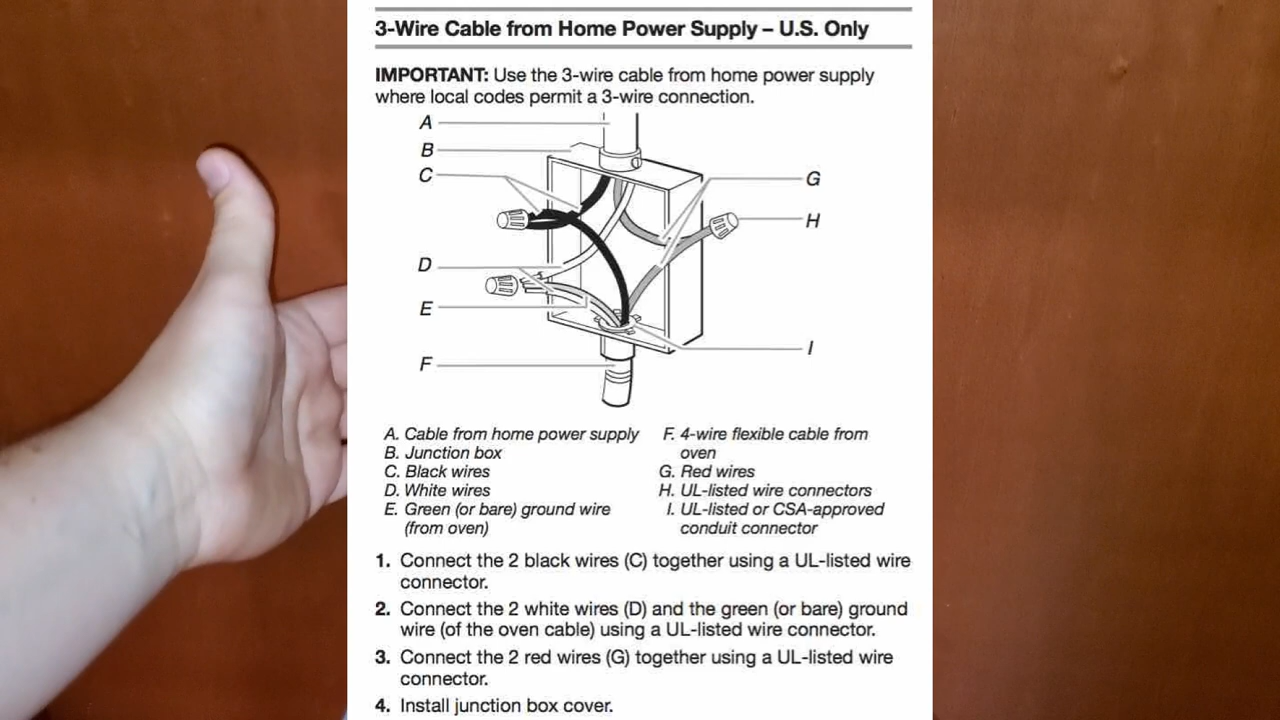 3-Wire Cable from Home Power Supply – U.S. Only
IMPORTANT: Use the 3-wire cable from home power supply
where local codes permit a 3-wire connection.
A
B
C
D
E
F
G
H
I
A. Cable from home power supply
B. Junction box
C. Black wires
D. White wires
E. Green (or bare) ground wire
(from oven)
F. 4-wire flexible cable from
oven
G. Red wires
H. UL-listed wire connectors
I. UL-listed or CSA-approved
conduit connector
1. Connect the 2 black wires (C) together using a UL-listed wire
connector.
2. Connect the 2 white wires (D) and the green (or bare) ground
wire (of the oven cable) using a UL-listed wire connector.
3. Connect the 2 red wires (G) together using a UL-listed wire
connector.
4. Install junction box cover.